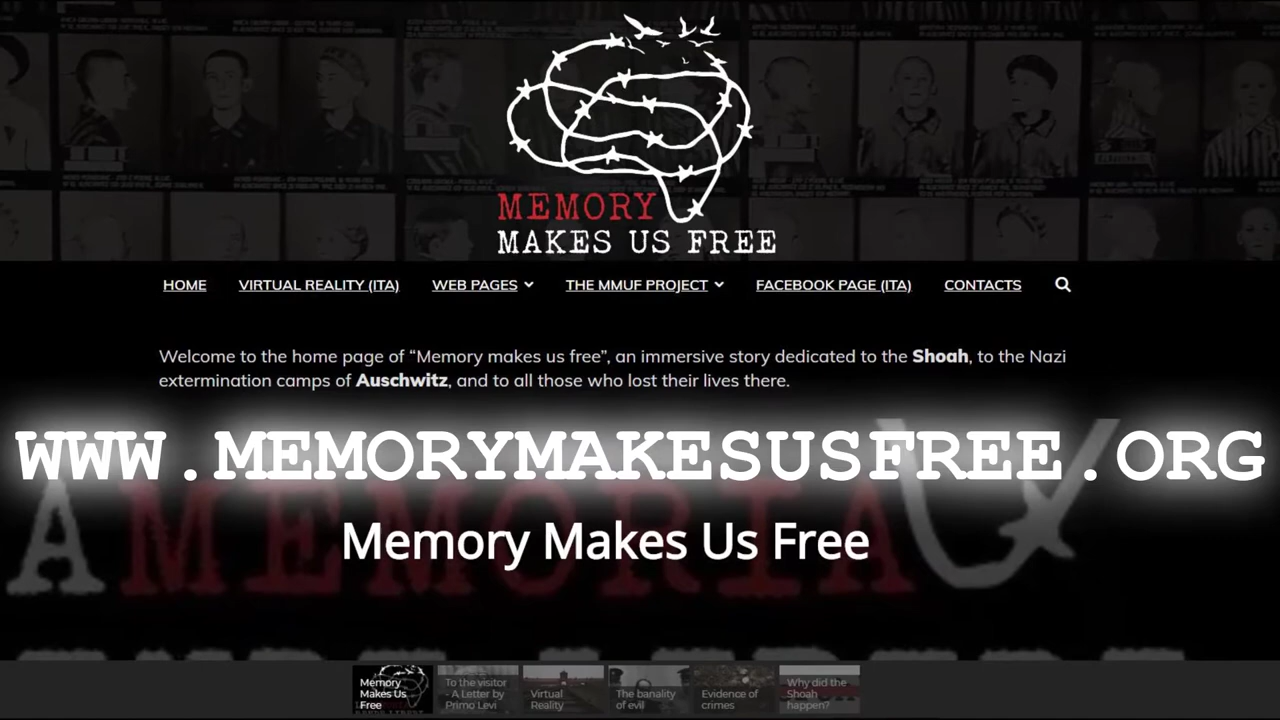 MEMORY
MAKES US FREE
HOME VIRTUAL REALITY (ITA) WEB PAGES THE MMUF PROJECT FACEBOOK PAGE (ITA) CONTACTS
Welcome to the home page of “Memory makes us free”, an immersive story dedicated to the Shoah, to the Nazi
extermination camps of Auschwitz, and to all those who lost their lives there.
WWW.MEMORYMAKESUSFREE.ORG
A MEMORIA
Memory Makes Us Free
Memory
Makes Us
Free
To the visitor
- A Letter by
Primo Levi
Virtual
Reality
The banality
of evil
Evidence of
crimes
Why did the
Shoah
happen?